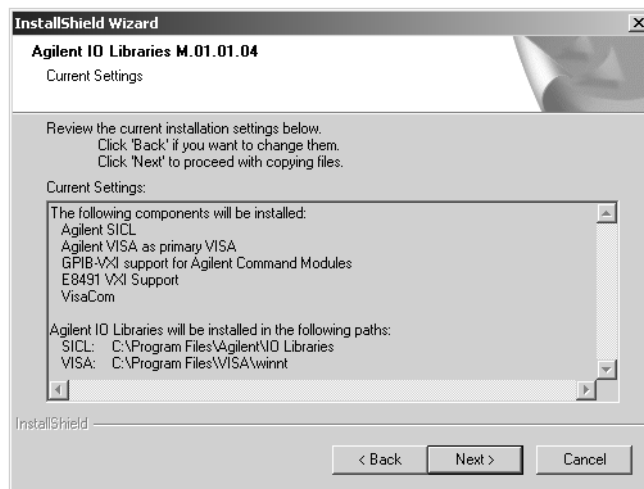 InstallShield Wizard
Agilent IO Libraries M.01.01.04
Current Settings
Review the current installation settings below.
Click 'Back' if you want to change them.
Click 'Next' to proceed with copying files.
Current Settings:
The following components will be installed:
Agilent SICL
Agilent VISA as primary VISA
GPIB-VXI support for Agilent Command Modules
E8491 VXI Support
VisaCom
Agilent IO Libraries will be installed in the following paths:
SICL: C:\Program Files\Agilent\IO Libraries
VISA: C:\Program Files\VISA\winnt
InstallShield
< Back Next > Cancel